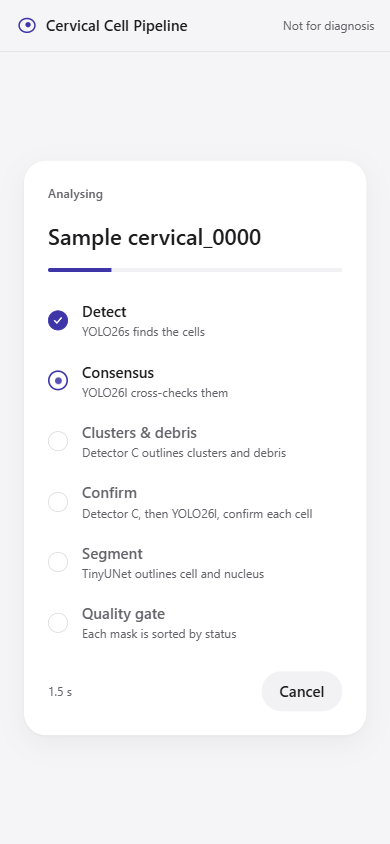 Cervical Cell Pipeline
Not for diagnosis
Analysing
Sample cervical_0000
Detect
YOLO26s finds the cells
Consensus
YOLO26l cross-checks them
Clusters & debris
Detector C outlines clusters and debris
Confirm
Detector C, then YOLO26l, confirm each cell
Segment
TinyUNet outlines cell and nucleus
Quality gate
Each mask is sorted by status
1.5 s
Cancel